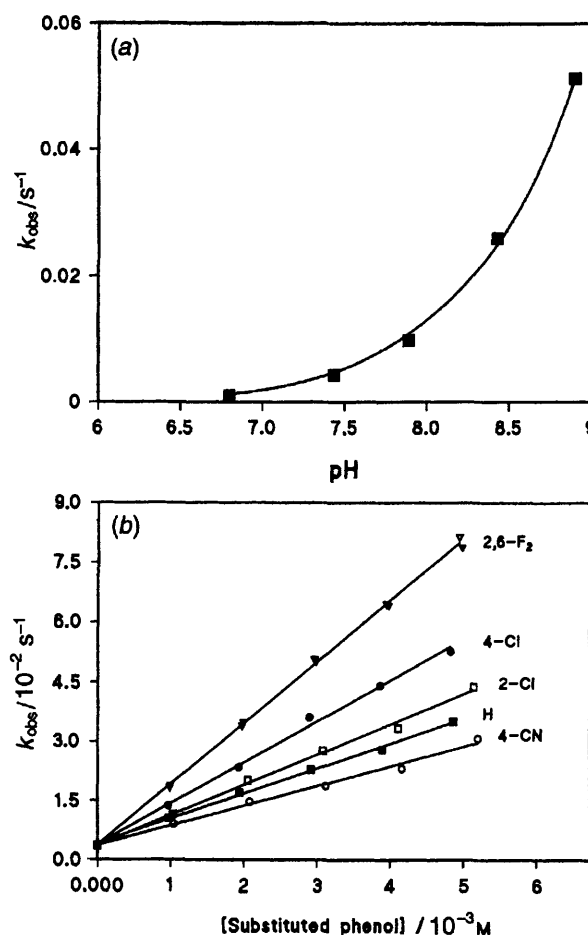 0.06
(a)
0.04
0.02
0
kobs/s⁻¹
6 6.5 7.0 7.5 8.0 8.5 9
pH
9.0
(b)
7.5
6.0
4.5
3.0
1.5
0.0
kobs/10⁻² s⁻¹
2,6-F₂
4-Cl
2-Cl
H
4-CN
0.000 1 2 3 4 5 6
[Substituted phenol] / 10⁻³ M